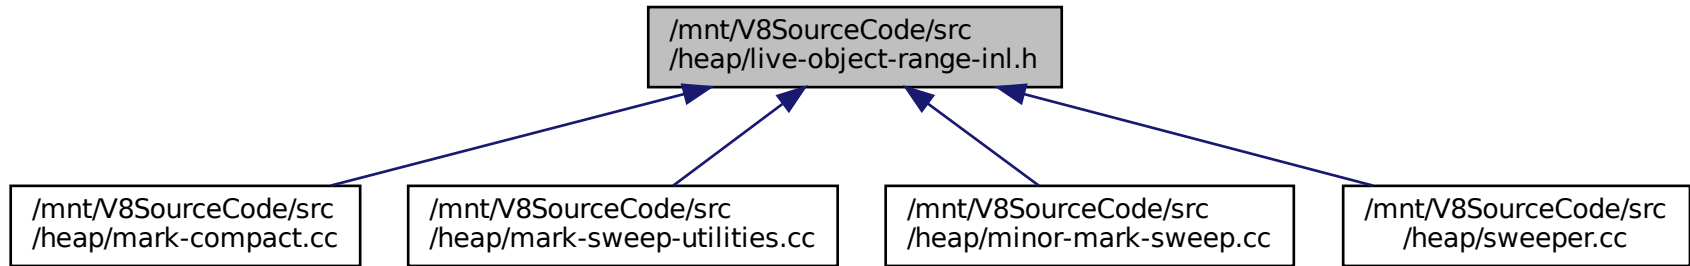 /mnt/V8SourceCode/src
/heap/live-object-range-inl.h
/mnt/V8SourceCode/src
/heap/mark-compact.cc
/mnt/V8SourceCode/src
/heap/mark-sweep-utilities.cc
/mnt/V8SourceCode/src
/heap/minor-mark-sweep.cc
/mnt/V8SourceCode/src
/heap/sweeper.cc